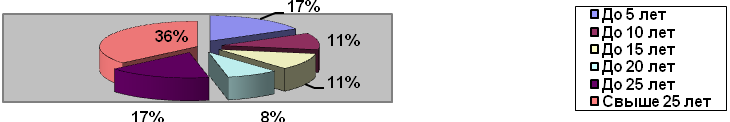 17%
36%
11%
11%
17%
8%
До 5 лет
До 10 лет
До 15 лет
До 20 лет
До 25 лет
Свыше 25 лет